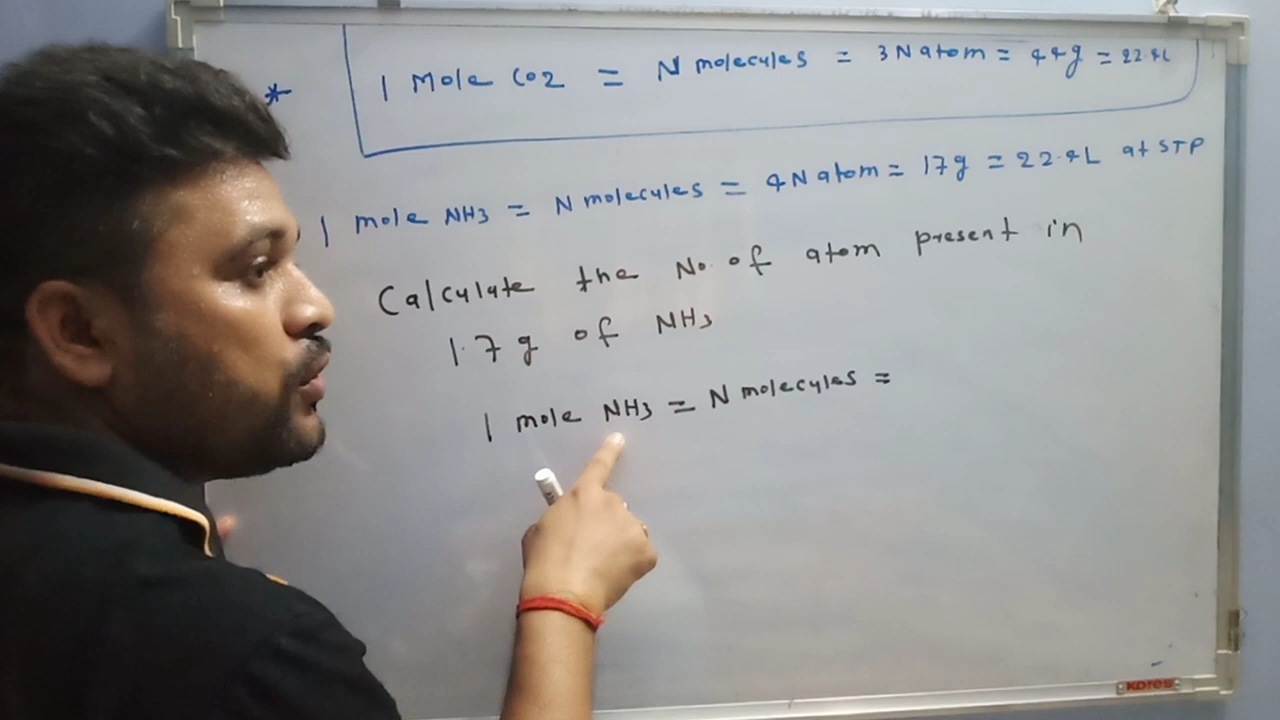 * 1 Mole CO2 = N molecules = 3N atom = 44g = 22.4L
1 mole NH3 = N molecules = 4N atom = 17g = 22.4L at STP
Calculate the No. of atom present in
1.7g of NH3
1 mole NH3 = N molecules =
KORES